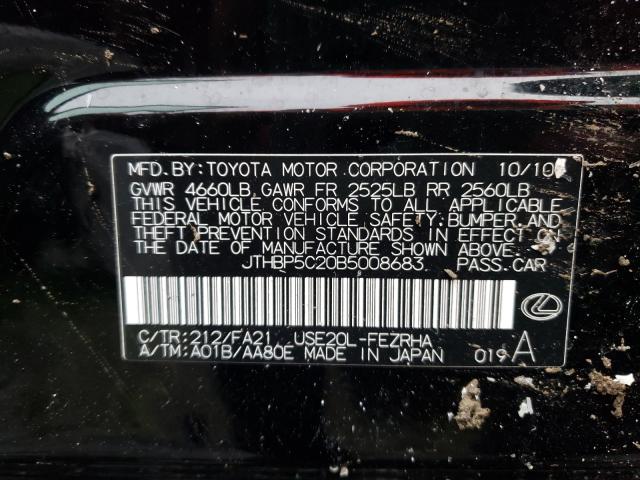 MFD.BY:TOYOTA MOTOR CORPORATION 10/10
GVWR 4660LB, GAWR FR 2525LB RR 2560LB
THIS VEHICLE CONFORMS TO ALL APPLICABLE
FEDERAL MOTOR VEHICLE SAFETY,BUMPER,AND
THEFT PREVENTION STANDARDS IN EFFECT ON
THE DATE OF MANUFACTURE SHOWN ABOVE.
JTHBP5C20B5008683 PASS.CAR
C/TR:212/FA21 USE20L-FEZRHA
A/TM:A01B/AA80E MADE IN JAPAN 019 A